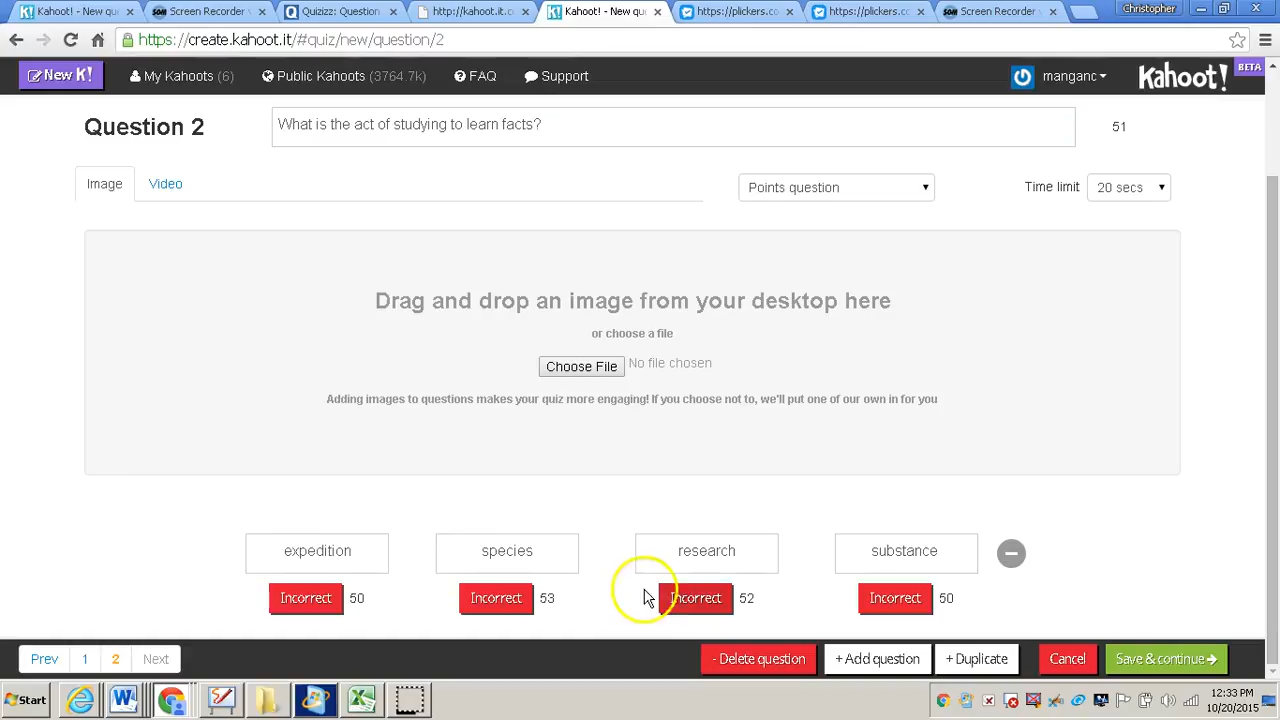 Kahoot! - New qu
Screen Recorder
Quizizz: Question
http://kahoot.it.c
Kahoot! - New qu
https://plickers.c
https://plickers.c
Screen Recorder
Christopher
https://create.kahoot.it/#quiz/new/question/2
New K!
My Kahoots (6)
Public Kahoots (3764.7k)
FAQ
Support
manganc
Kahoot!
BETA
Question 2
What is the act of studying to learn facts?
51
Image
Video
Points question
Time limit
20 secs
Drag and drop an image from your desktop here
or choose a file
Choose File No file chosen
Adding images to questions makes your quiz more engaging! If you choose not to, we'll put one of our own in for you
expedition
species
research
substance
Incorrect 50
Incorrect 53
Incorrect 52
Incorrect 50
Prev 1 2 Next
- Delete question
+ Add question
+ Duplicate
Cancel
Save & continue
Start
12:33 PM
10/20/2015